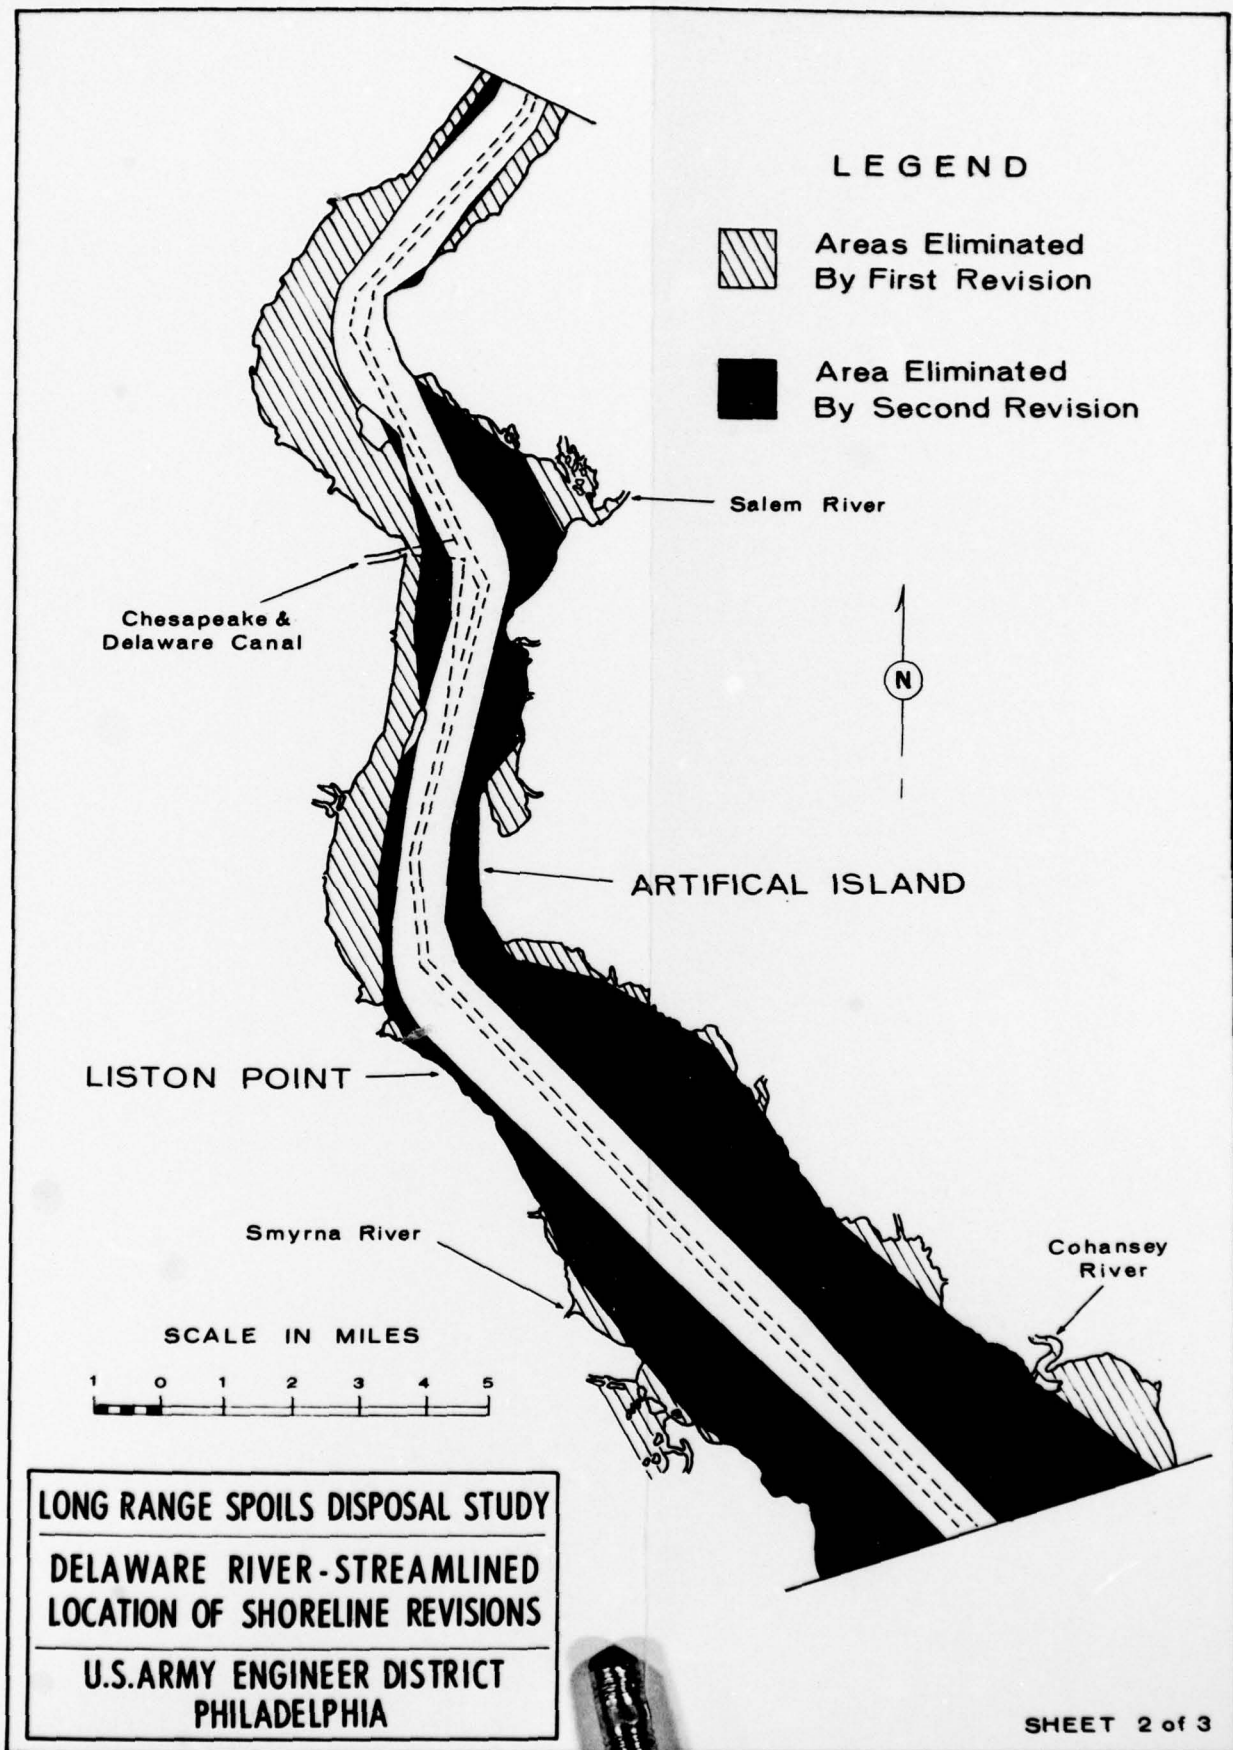 LEGEND
Areas Eliminated
By First Revision
Area Eliminated
By Second Revision
Salem River
Chesapeake &
Delaware Canal
N
ARTIFICAL ISLAND
LISTON POINT
Smyrna River
Cohansey
River
SCALE IN MILES
1 0 1 2 3 4 5
LONG RANGE SPOILS DISPOSAL STUDY
DELAWARE RIVER-STREAMLINED
LOCATION OF SHORELINE REVISIONS
U.S.ARMY ENGINEER DISTRICT
PHILADELPHIA
SHEET 2 of 3